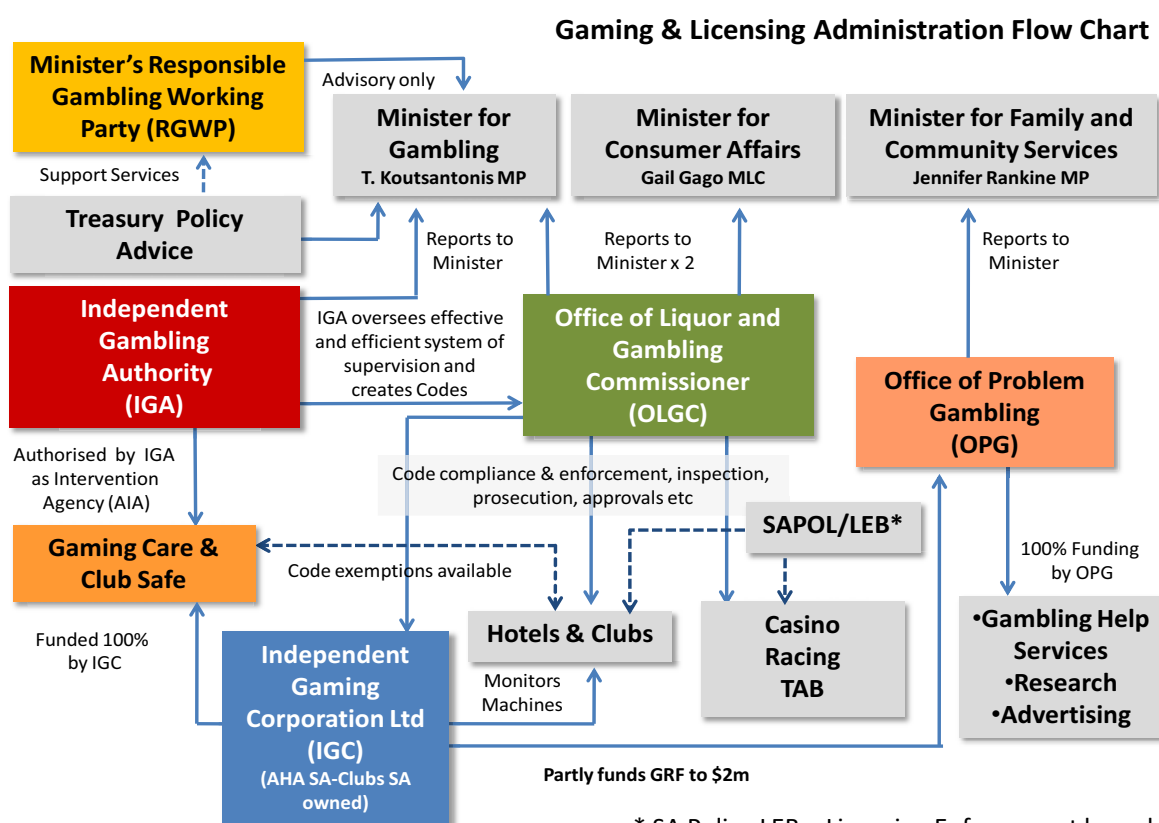 Gaming & Licensing Administration Flow Chart
Minister's Responsible
Gambling Working
Party (RGWP)
Advisory only
Minister for
Gambling
T. Koutsantonis MP
Minister for
Consumer Affairs
Gail Gago MLC
Minister for Family and
Community Services
Jennifer Rankine MP
Support Services
Treasury Policy
Advice
Reports to
Minister
Reports to
Minister x 2
Reports to
Minister
Independent
Gambling
Authority
(IGA)
IGA oversees effective
and efficient system of
supervision and
creates Codes
Office of Liquor and
Gambling
Commissioner
(OLGC)
Office of Problem
Gambling
(OPG)
Authorised by IGA
as Intervention
Agency (AIA)
Code compliance & enforcement, inspection,
prosecution, approvals etc
SAPOL/LEB*
Gaming Care &
Club Safe
Code exemptions available
100% Funding
by OPG
Funded 100%
by IGC
Hotels & Clubs
Casino
Racing
TAB
•Gambling Help
Services
•Research
•Advertising
Independent
Gaming
Corporation Ltd
(IGC)
(AHA SA-Clubs SA
owned)
Monitors
Machines
Partly funds GRF to $2m